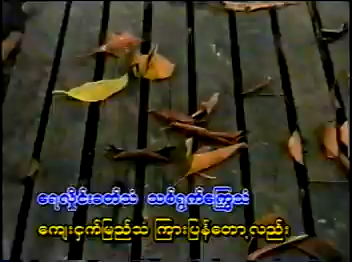 ရေလှိုင်းခတ်သံ သစ်ရွက်ကြွေသံ
ကျေးငှက်မြည်သံ ကြားပြန်တော့လည်း